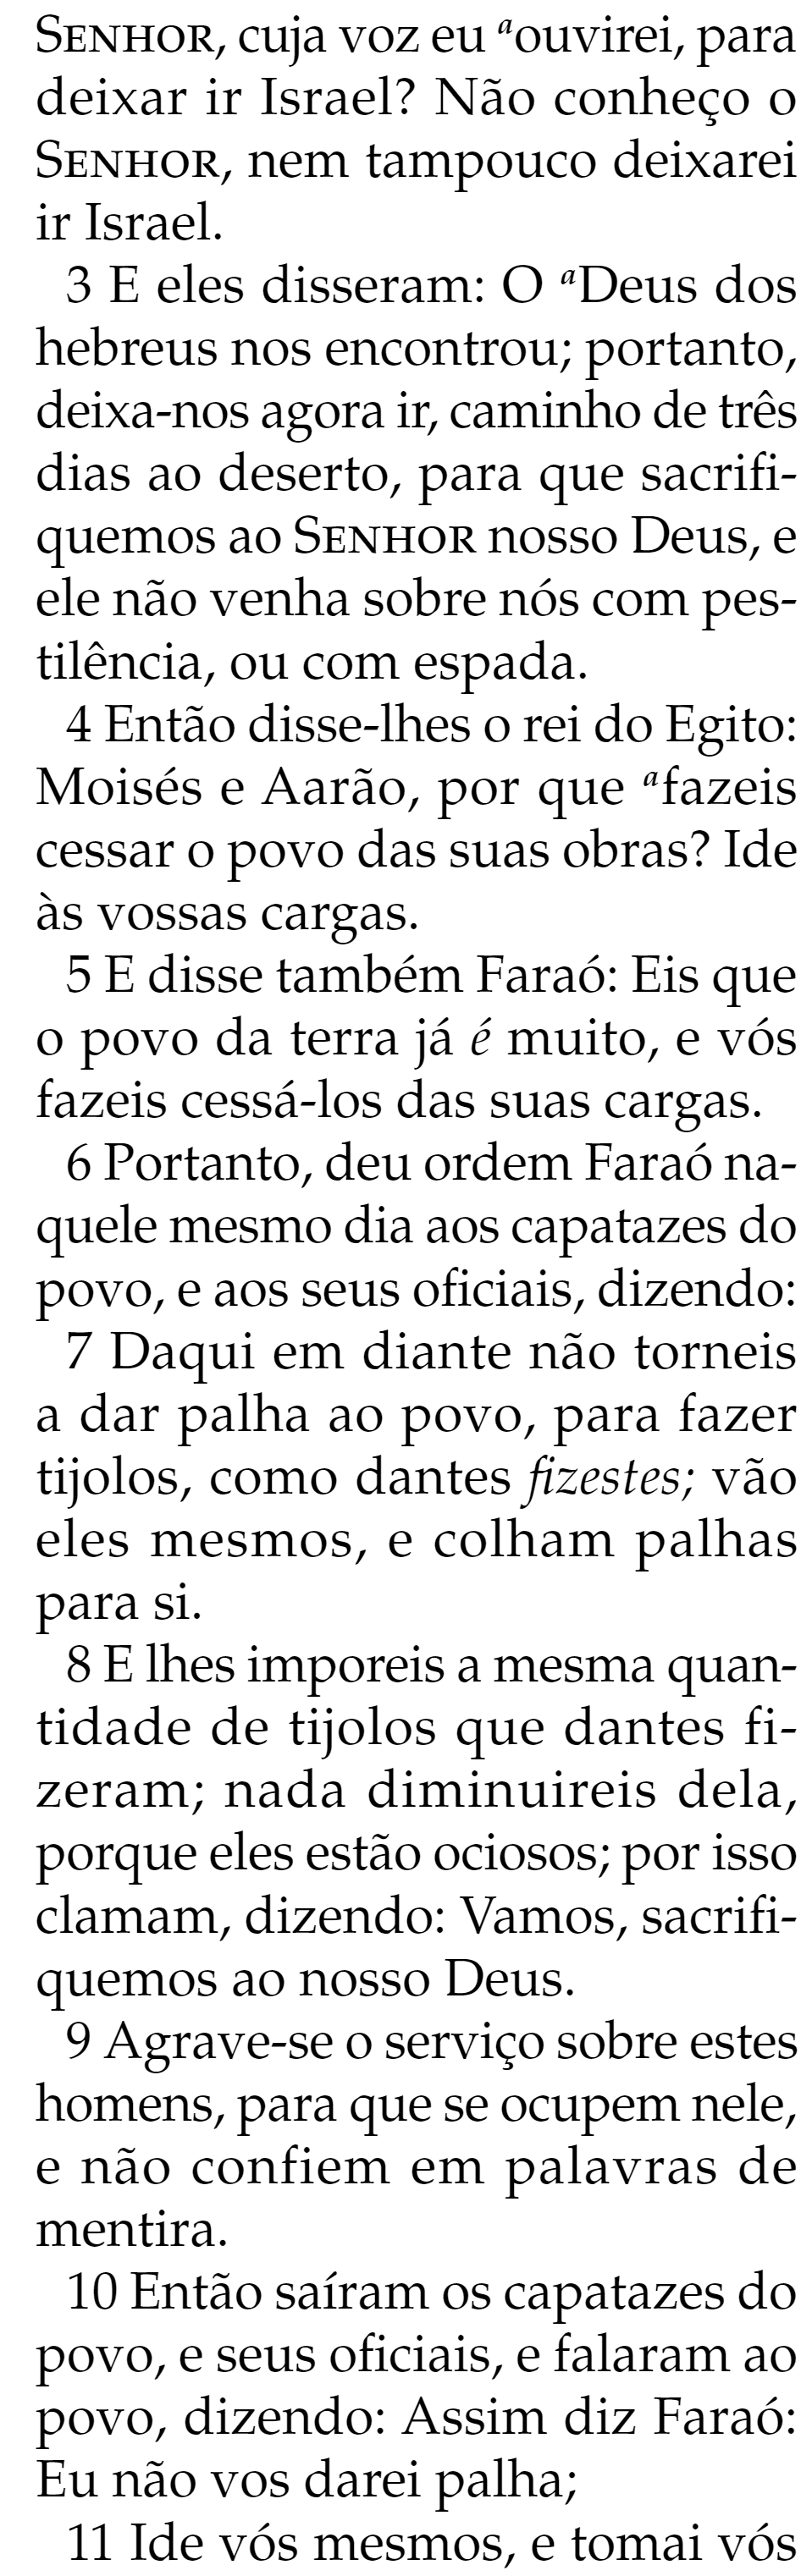 SENHOR, cuja voz eu ᵃouvirei, para
deixar ir Israel? Não conheço o
SENHOR, nem tampouco deixarei
ir Israel.
3 E eles disseram: O ᵃDeus dos
hebreus nos encontrou; portanto,
deixa-nos agora ir, caminho de três
dias ao deserto, para que sacrifi-
quemos ao SENHOR nosso Deus, e
ele não venha sobre nós com pes-
tilência, ou com espada.
4 Então disse-lhes o rei do Egito:
Moisés e Aarão, por que ᵃfazeis
cessar o povo das suas obras? Ide
às vossas cargas.
5 E disse também Faraó: Eis que
o povo da terra já é muito, e vós
fazeis cessá-los das suas cargas.
6 Portanto, deu ordem Faraó na-
quele mesmo dia aos capatazes do
povo, e aos seus oficiais, dizendo:
7 Daqui em diante não torneis
a dar palha ao povo, para fazer
tijolos, como dantes fizestes; vão
eles mesmos, e colham palhas
para si.
8 E lhes imporeis a mesma quan-
tidade de tijolos que dantes fi-
zeram; nada diminuireis dela,
porque eles estão ociosos; por isso
clamam, dizendo: Vamos, sacrifi-
quemos ao nosso Deus.
9 Agrave-se o serviço sobre estes
homens, para que se ocupem nele,
e não confiem em palavras de
mentira.
10 Então saíram os capatazes do
povo, e seus oficiais, e falaram ao
povo, dizendo: Assim diz Faraó:
Eu não vos darei palha;
11 Ide vós mesmos, e tomai vós